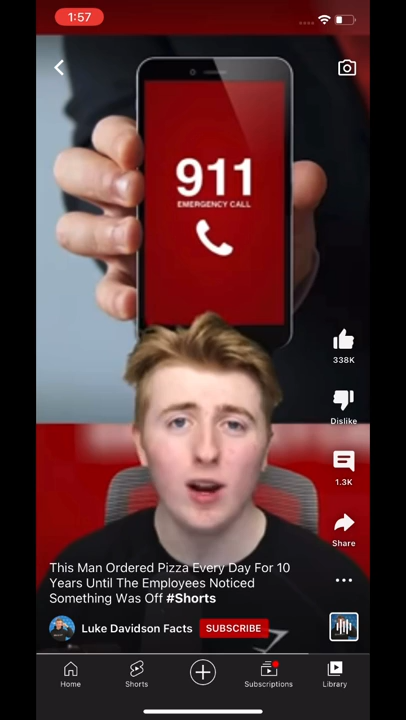 1:57
911
EMERGENCY CALL
338K
Dislike
1.3K
Share
This Man Ordered Pizza Every Day For 10
Years Until The Employees Noticed
Something Was Off #Shorts
Luke Davidson Facts
SUBSCRIBE
Home
Shorts
Subscriptions
Library